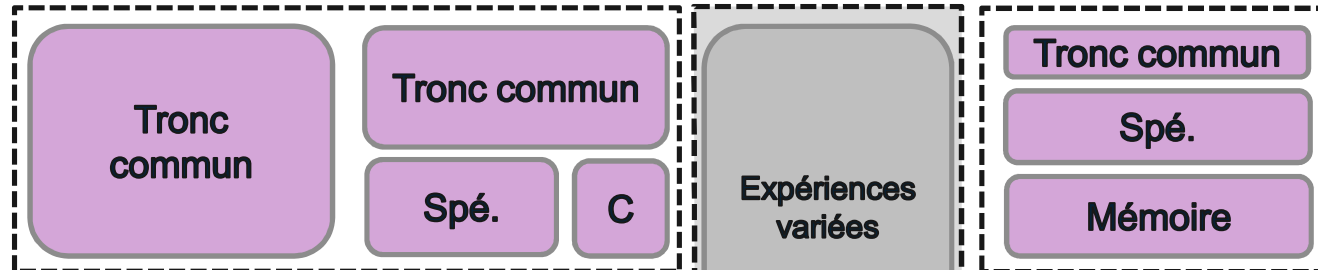 Tronc
commun
Tronc commun
Spé.
C
Expériences
variées
Tronc commun
Spé.
Mémoire